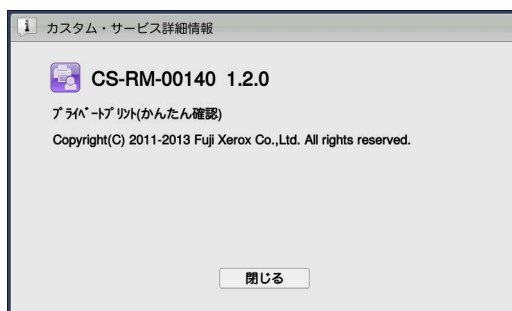 カスタム・サービス詳細情報
CS-RM-00140 1.2.0
プライベートプリント(かんたん確認)
Copyright(C) 2011-2013 Fuji Xerox Co.,Ltd. All rights reserved.
閉じる